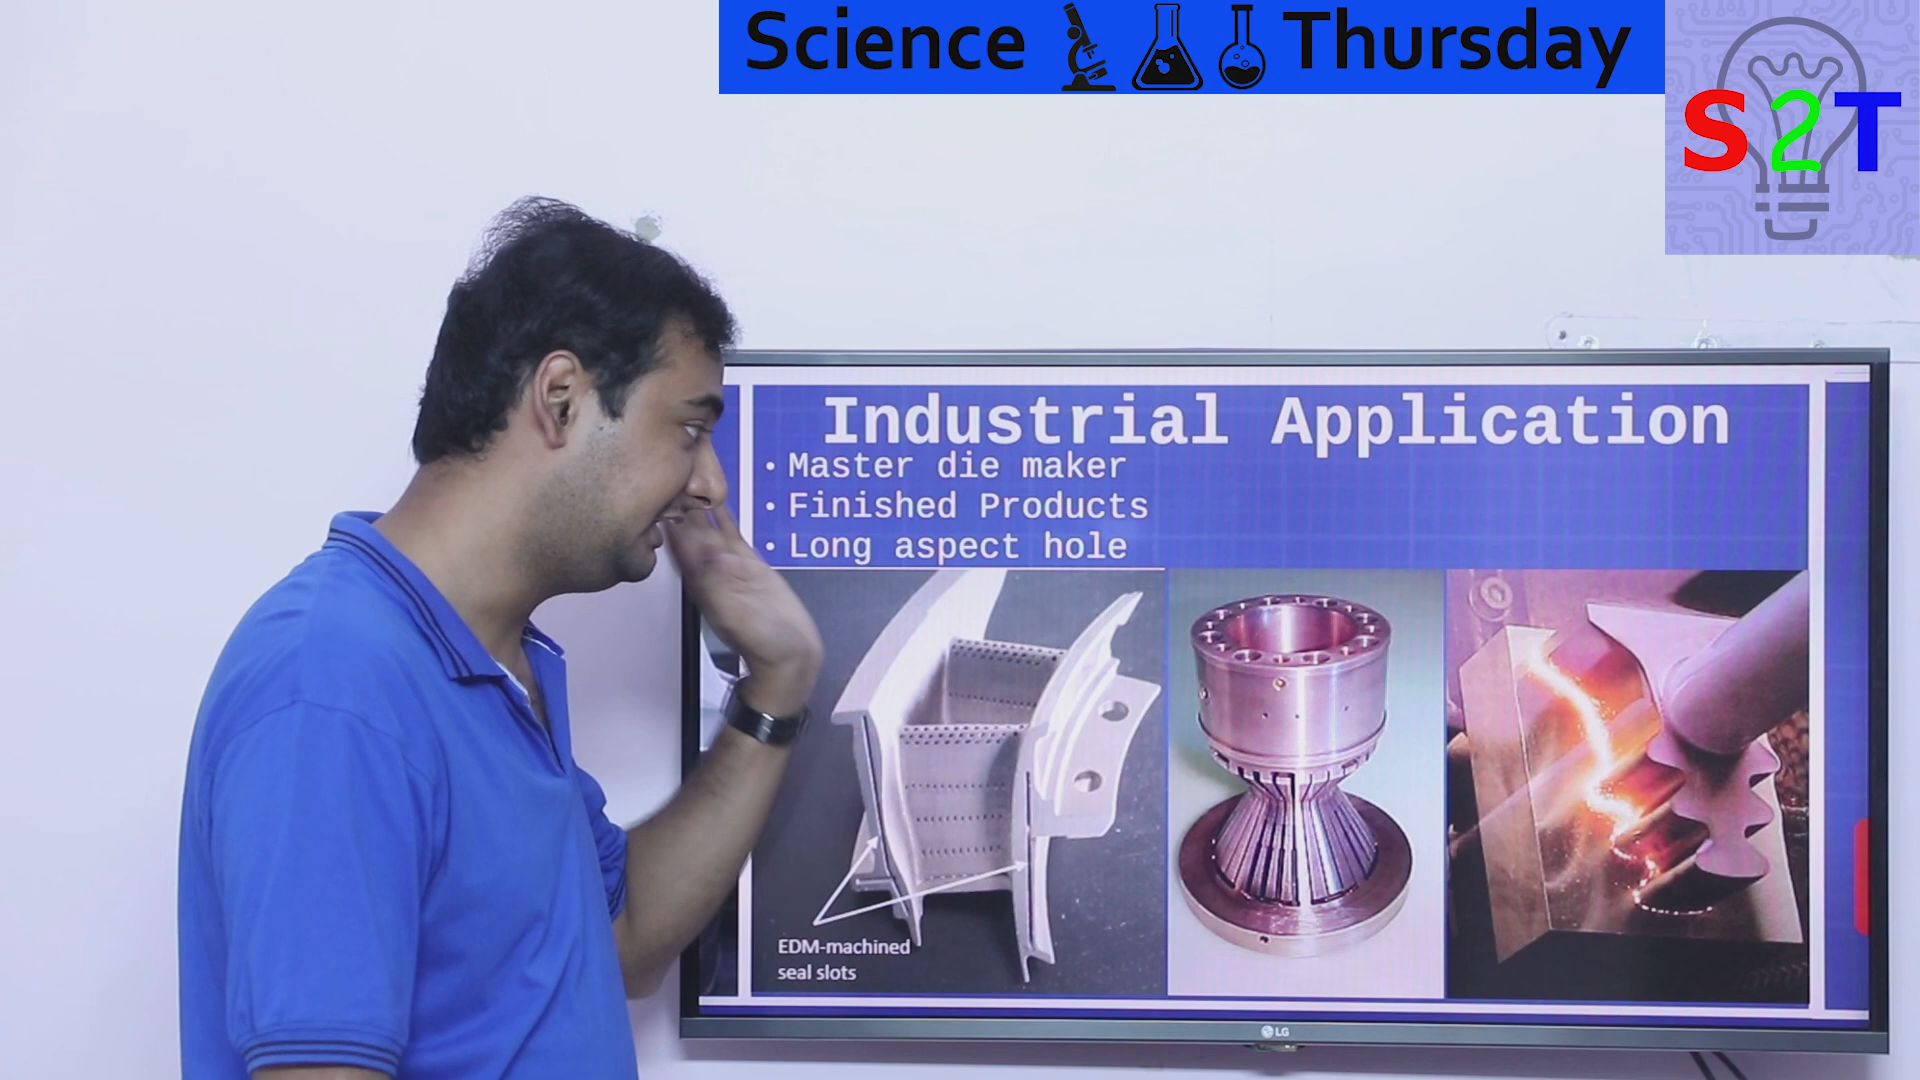 Science Thursday
S2T
Industrial Application
• Master die maker
• Finished Products
• Long aspect hole
EDM-machined
seal slots
LG